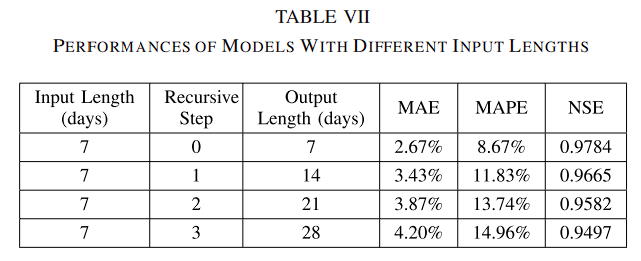 TABLE VII
PERFORMANCES OF MODELS WITH DIFFERENT INPUT LENGTHS
Input Length (days) Recursive Step Output Length (days) MAE MAPE NSE
7 0 7 2.67% 8.67% 0.9784
7 1 14 3.43% 11.83% 0.9665
7 2 21 3.87% 13.74% 0.9582
7 3 28 4.20% 14.96% 0.9497